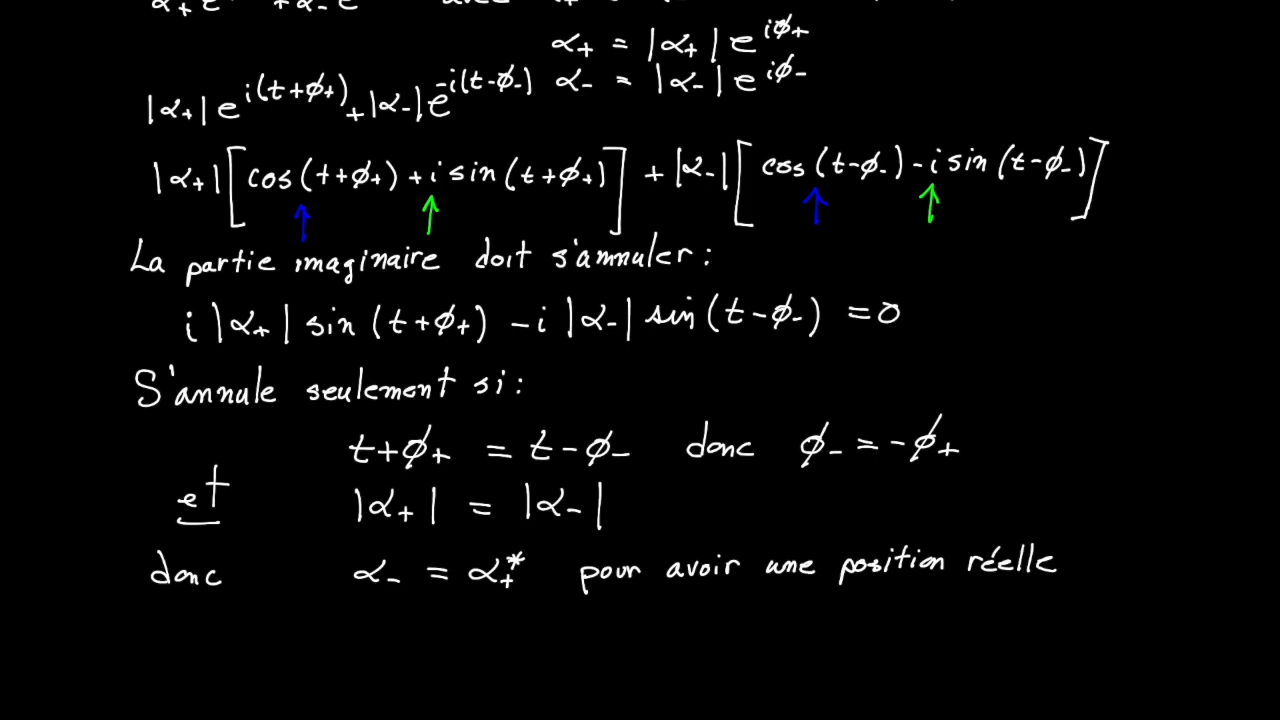 α₊ = |α₊| e^{iϕ₊}
α₋ = |α₋| e^{iϕ₋}
|α₊| e^{i(t+ϕ₊)} + |α₋| e^{-i(t-ϕ₋)}
|α₊| [cos(t+ϕ₊) + i sin(t+ϕ₊)] + |α₋| [cos(t-ϕ₋) - i sin(t-ϕ₋)]
La partie imaginaire doit s'annuler :
i |α₊| sin(t+ϕ₊) - i |α₋| sin(t-ϕ₋) = 0
S'annule seulement si :
t+ϕ₊ = t-ϕ₋ donc ϕ₋ = -ϕ₊
et |α₊| = |α₋|
donc α₋ = α₊* pour avoir une position réelle